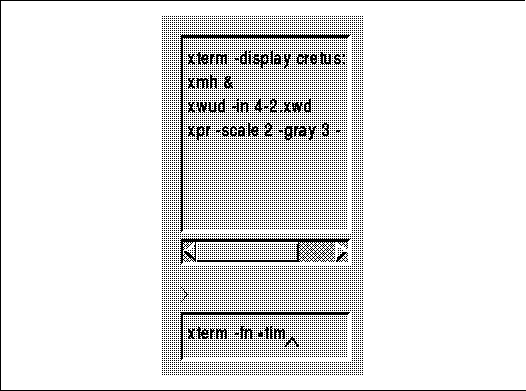 xterm -display cretus:
xmh &
xwud -in 4-2.xwd
xpr -scale 2 -gray 3 -
>
xterm -fn *tim